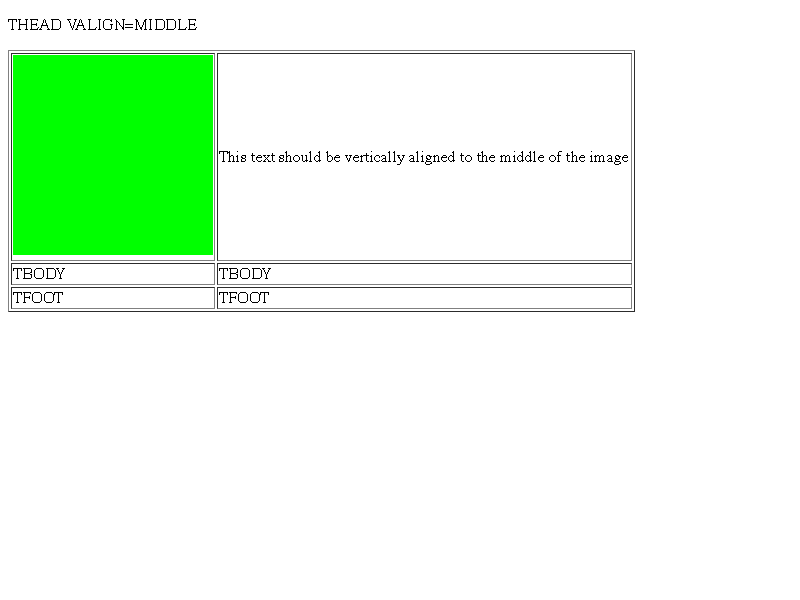 THEAD VALIGN=MIDDLE
This text should be vertically aligned to the middle of the image
TBODY TBODY
TFOOT TFOOT